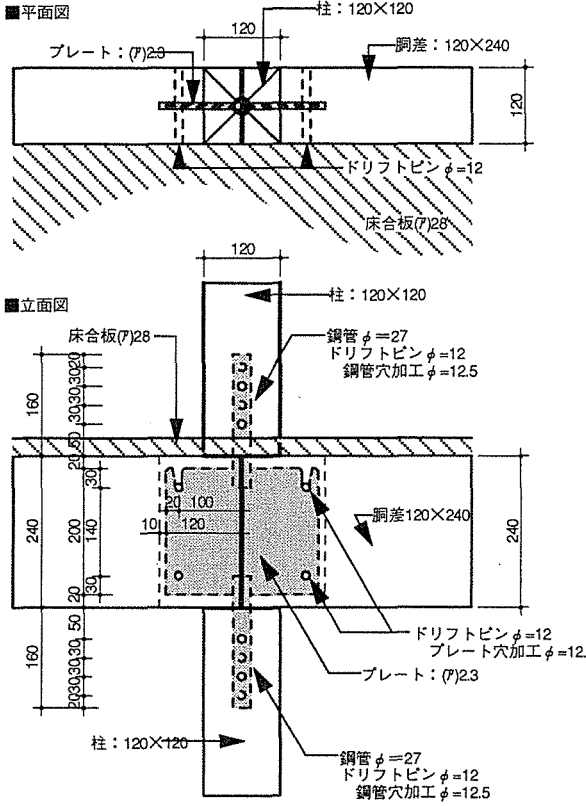 ■平面図
柱：120×120
120
プレート：(ア)2.3
胴差：120×240
120
ドリフトピンφ=12
床合板(ア)28
120
■立面図
柱：120×120
床合板(ア)28
鋼管φ＝27
ドリフトピンφ=12
鋼管穴加工φ=12.5
160
20
30
30
30
50
20
30
20 100
10 120
240
200
140
胴差120×240
240
30
20
50
30
30
30
20
160
ドリフトピンφ=12
プレート穴加工φ=12.
プレート：(ア)2.3
柱：120×120
鋼管φ＝27
ドリフトピンφ=12
鋼管穴加工φ=12.5